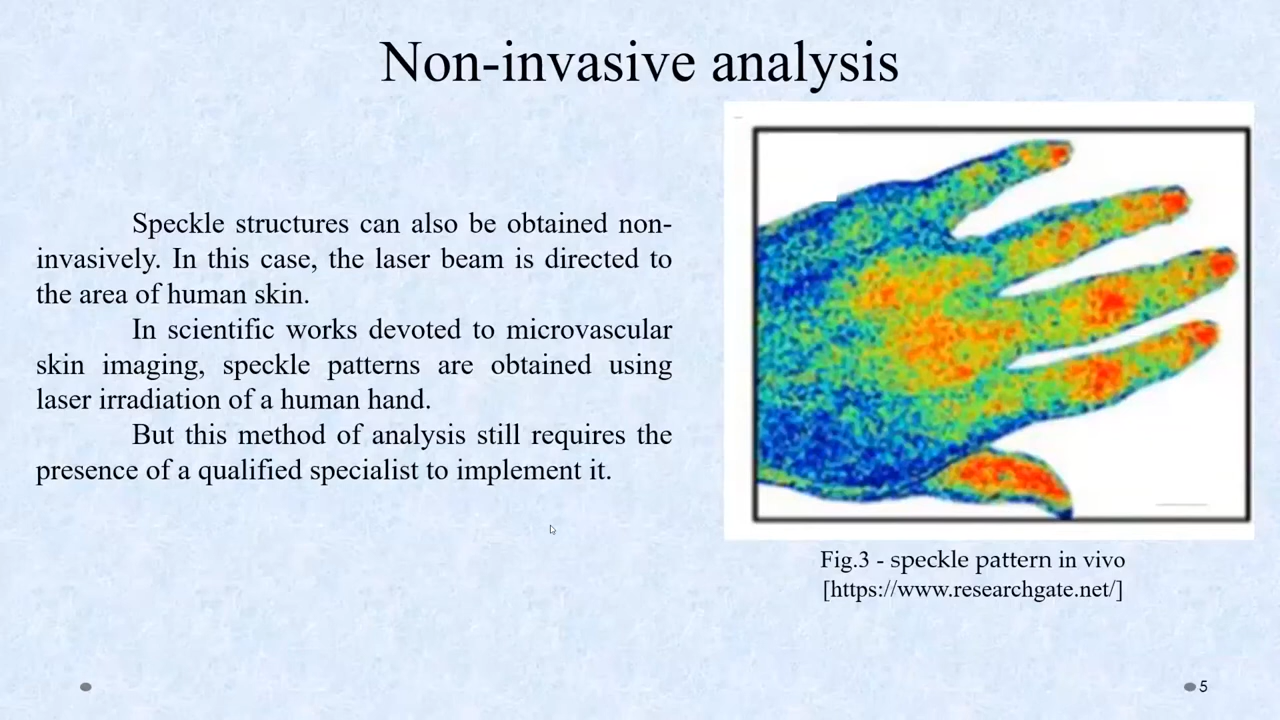 Non-invasive analysis
Speckle structures can also be obtained non-
invasively. In this case, the laser beam is directed to
the area of human skin.
In scientific works devoted to microvascular
skin imaging, speckle patterns are obtained using
laser irradiation of a human hand.
But this method of analysis still requires the
presence of a qualified specialist to implement it.
Fig.3 - speckle pattern in vivo
[https://www.researchgate.net/]
5